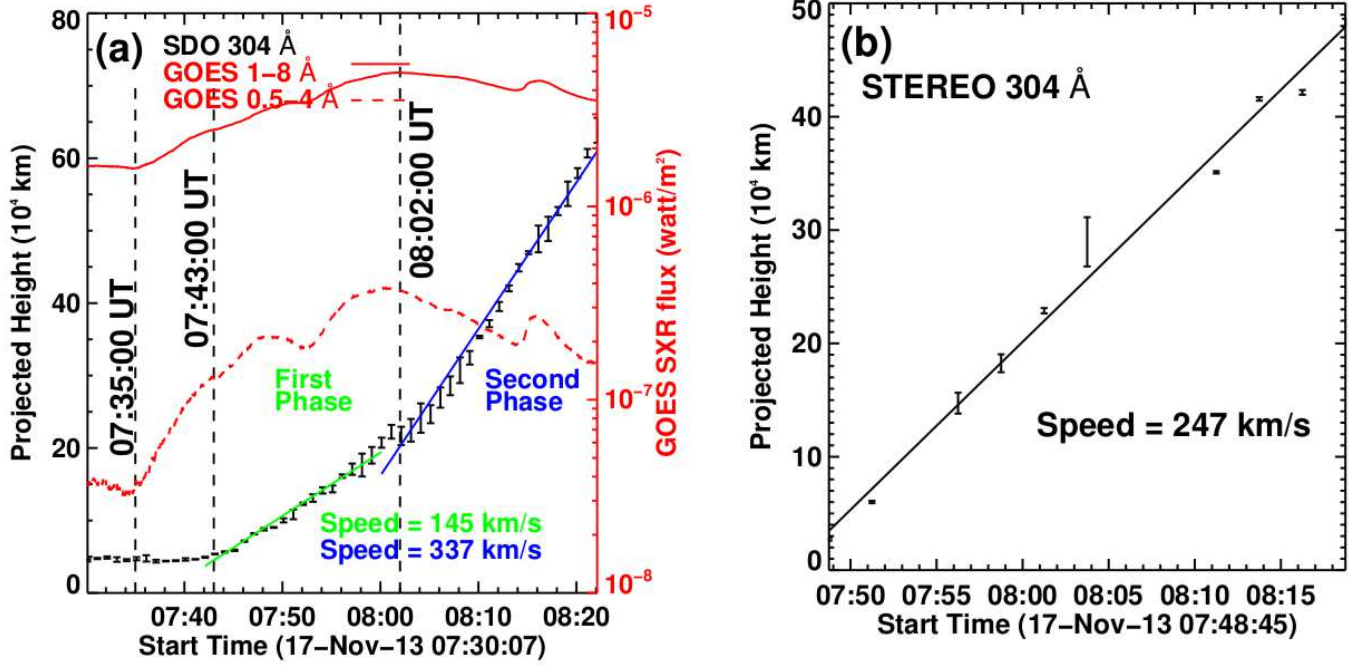 (a)
SDO 304 Å
GOES 1–8 Å
GOES 0.5–4 Å
07:35:00 UT
07:43:00 UT
08:02:00 UT
First
Phase
Second
Phase
Speed = 145 km/s
Speed = 337 km/s
Projected Height (10⁴ km)
80
60
40
20
0
10⁻⁵
10⁻⁶
10⁻⁷
10⁻⁸
GOES SXR flux (watt/m²)
07:40 07:50 08:00 08:10 08:20
Start Time (17–Nov–13 07:30:07)
(b)
STEREO 304 Å
Speed = 247 km/s
Projected Height (10⁴ km)
50
40
30
20
10
0
07:50 07:55 08:00 08:05 08:10 08:15
Start Time (17–Nov–13 07:48:45)